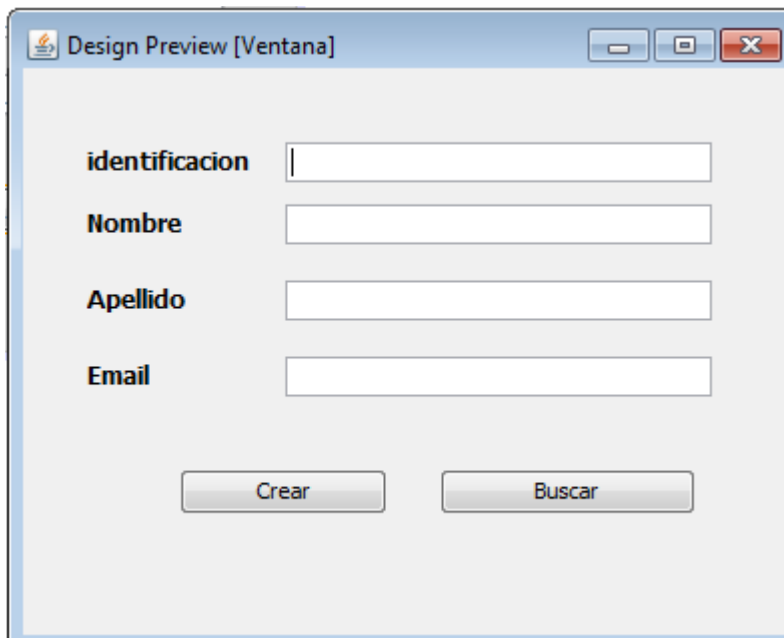 Design Preview [Ventana]
identificacion
Nombre
Apellido
Email
Crear Buscar